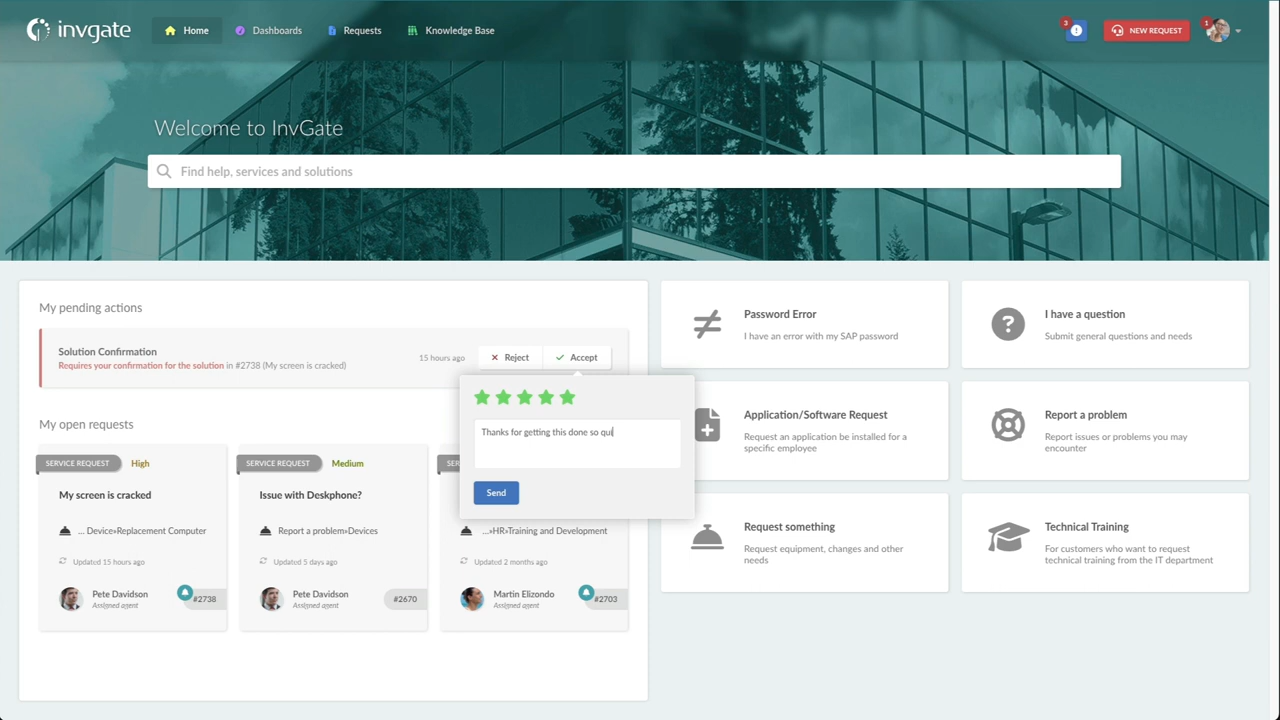 invgate
Home
Dashboards
Requests
Knowledge Base
3
NEW REQUEST
1
Welcome to InvGate
Find help, services and solutions
My pending actions
Solution Confirmation
Requires your confirmation for the solution in #2738 (My screen is cracked)
15 hours ago
Reject
Accept
Thanks for getting this done so qui
Send
My open requests
SERVICE REQUEST
High
My screen is cracked
... Device»Replacement Computer
Updated 15 hours ago
Pete Davidson
Assigned agent
#2738
SERVICE REQUEST
Medium
Issue with Deskphone?
Report a problem»Devices
Updated 5 days ago
Pete Davidson
Assigned agent
#2670
SER
...»HR»Training and Development
Updated 2 months ago
Martin Elizondo
Assigned agent
#2703
Password Error
I have an error with my SAP password
I have a question
Submit general questions and needs
Application/Software Request
Request an application be installed for a
specific employee
Report a problem
Report issues or problems you may
encounter
Request something
Request equipment, changes and other
needs
Technical Training
For customers who want to request
technical training from the IT department